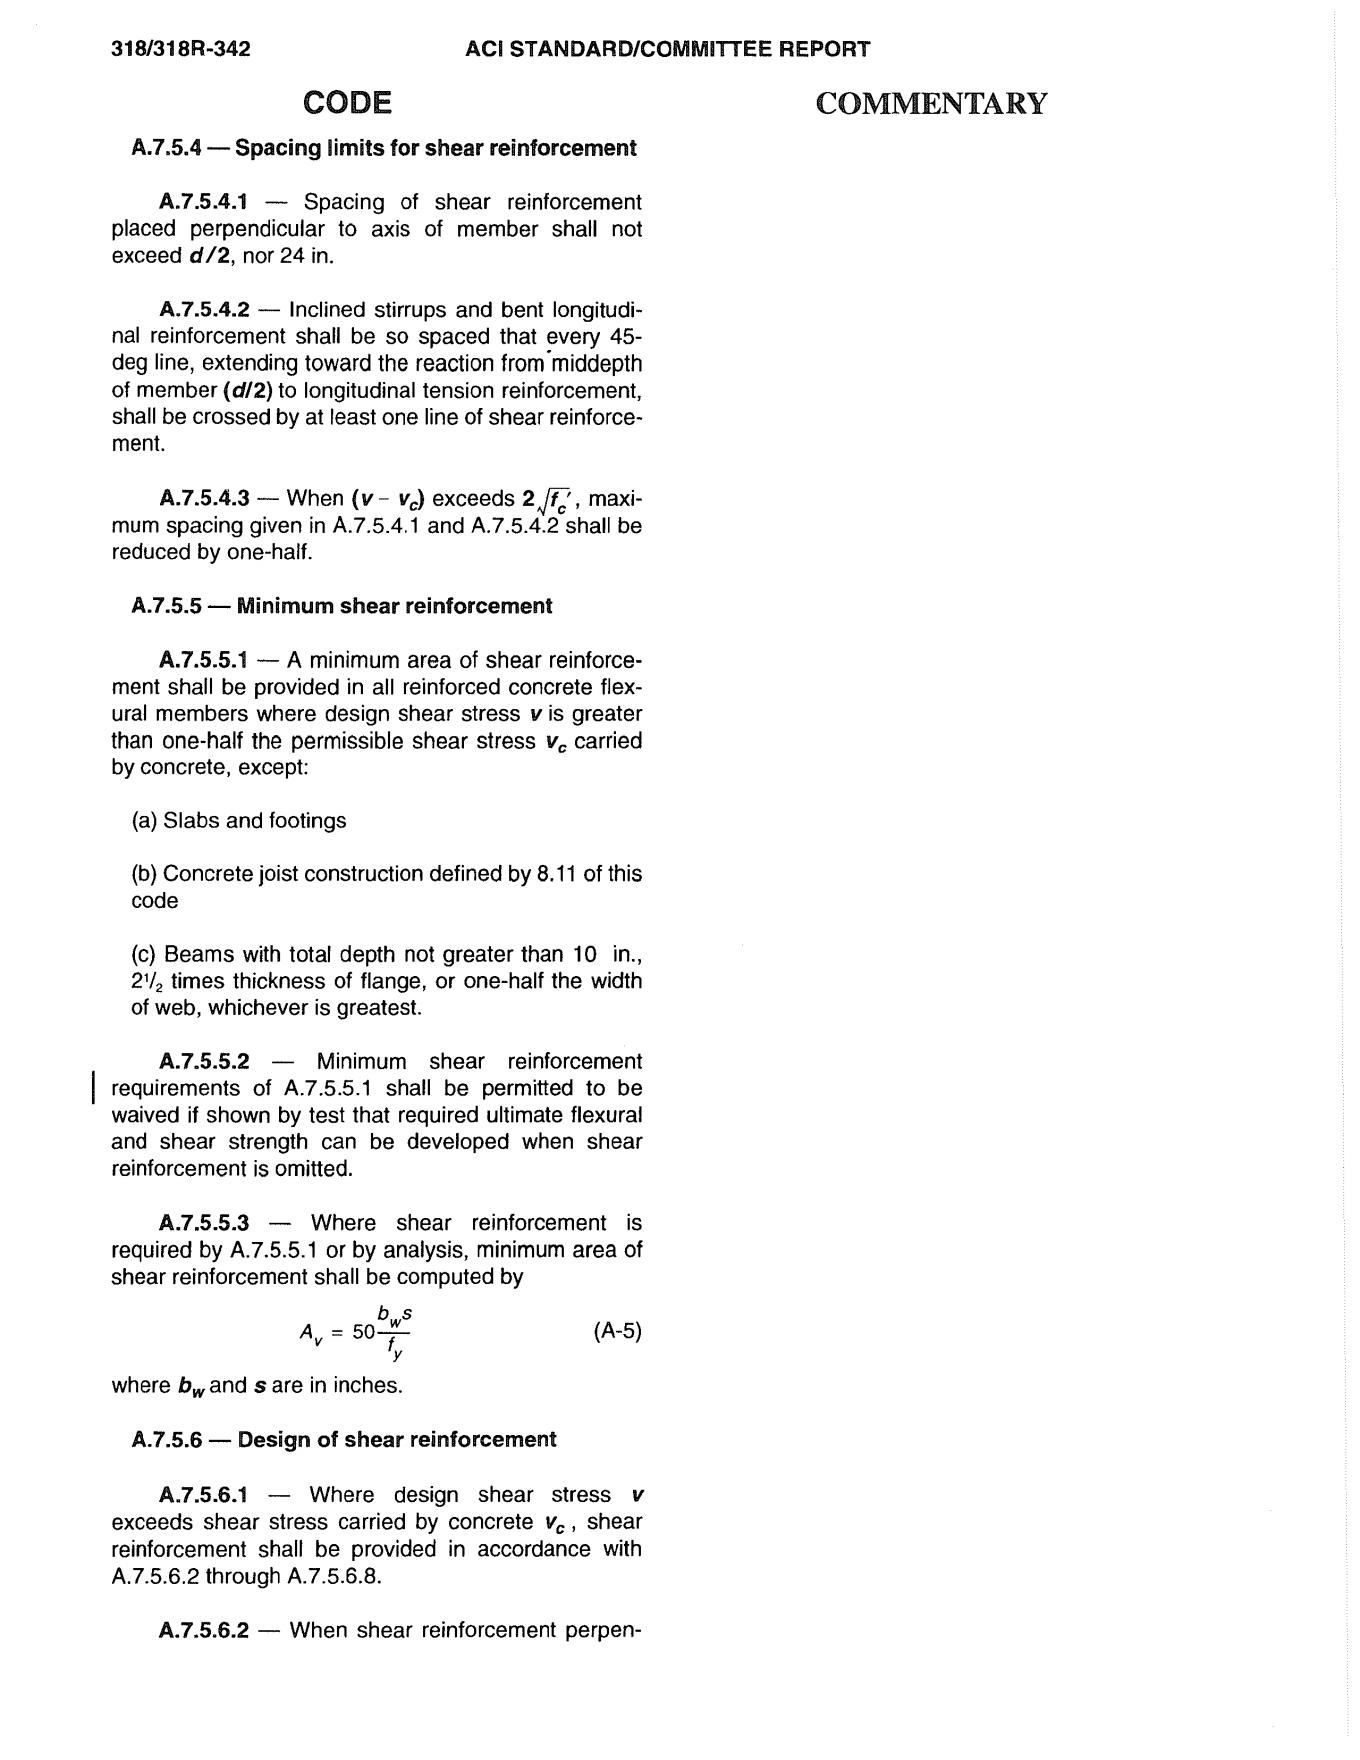 318/318R-342
ACI STANDARD/COMMITTEE REPORT
CODE
COMMENTARY
A.7.5.4 — Spacing limits for shear reinforcement
A.7.5.4.1 — Spacing of shear reinforcement
placed perpendicular to axis of member shall not
exceed d/2, nor 24 in.
A.7.5.4.2 — Inclined stirrups and bent longitudi-
nal reinforcement shall be so spaced that every 45-
deg line, extending toward the reaction from middepth
of member (d/2) to longitudinal tension reinforcement,
shall be crossed by at least one line of shear reinforce-
ment.
A.7.5.4.3 — When (v – v_c) exceeds 2√f_c′, maxi-
mum spacing given in A.7.5.4.1 and A.7.5.4.2 shall be
reduced by one-half.
A.7.5.5 — Minimum shear reinforcement
A.7.5.5.1 — A minimum area of shear reinforce-
ment shall be provided in all reinforced concrete flex-
ural members where design shear stress v is greater
than one-half the permissible shear stress v_c carried
by concrete, except:
(a) Slabs and footings
(b) Concrete joist construction defined by 8.11 of this
code
(c) Beams with total depth not greater than 10 in.,
2½ times thickness of flange, or one-half the width
of web, whichever is greatest.
A.7.5.5.2 — Minimum shear reinforcement
requirements of A.7.5.5.1 shall be permitted to be
waived if shown by test that required ultimate flexural
and shear strength can be developed when shear
reinforcement is omitted.
A.7.5.5.3 — Where shear reinforcement is
required by A.7.5.5.1 or by analysis, minimum area of
shear reinforcement shall be computed by
A_v = 50 b_w s / f_y (A-5)
where b_w and s are in inches.
A.7.5.6 — Design of shear reinforcement
A.7.5.6.1 — Where design shear stress v
exceeds shear stress carried by concrete v_c , shear
reinforcement shall be provided in accordance with
A.7.5.6.2 through A.7.5.6.8.
A.7.5.6.2 — When shear reinforcement perpen-